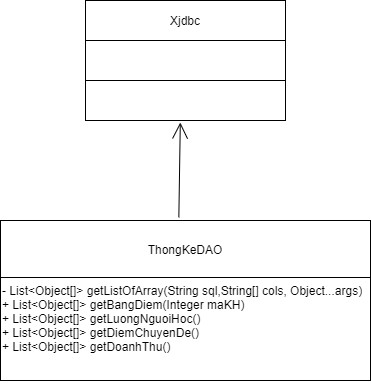 Xjdbc
ThongKeDAO
- List<Object[]> getListOfArray(String sql,String[] cols, Object...args)
+ List<Object[]> getBangDiem(Integer maKH)
+ List<Object[]> getLuongNguoiHoc()
+ List<Object[]> getDiemChuyenDe()
+ List<Object[]> getDoanhThu()